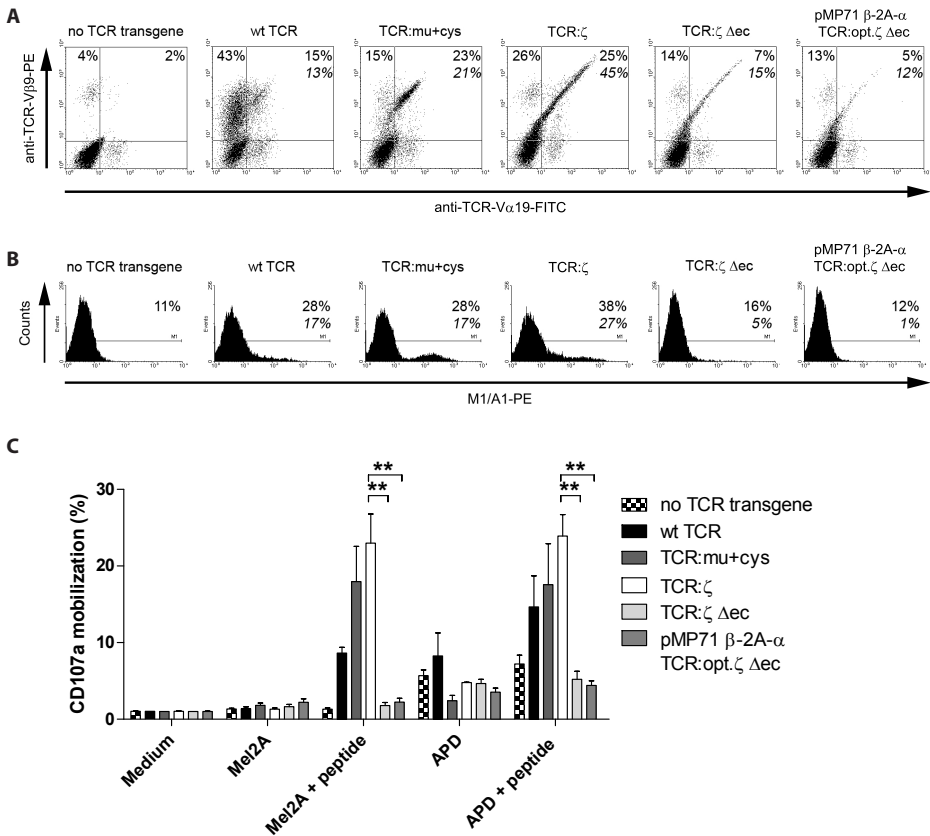 A
no TCR transgene
wt TCR
TCR:mu+cys
TCR:ζ
TCR:ζ Δec
pMP71 β-2A-α
TCR:opt.ζ Δec
anti-TCR-Vβ9-PE
4% 2%
43% 15%
13%
15% 23%
21%
26% 25%
45%
14% 7%
15%
13% 5%
12%
anti-TCR-Vα19-FITC
B
no TCR transgene
wt TCR
TCR:mu+cys
TCR:ζ
TCR:ζ Δec
pMP71 β-2A-α
TCR:opt.ζ Δec
Counts
256
Events
M1
11%
28%
17%
28%
17%
38%
27%
16%
5%
12%
1%
M1/A1-PE
C
CD107a mobilization (%)
30
20
10
0
**
**
**
**
Medium
Mel2A
Mel2A + peptide
APD
APD + peptide
no TCR transgene
wt TCR
TCR:mu+cys
TCR:ζ
TCR:ζ Δec
pMP71 β-2A-α
TCR:opt.ζ Δec